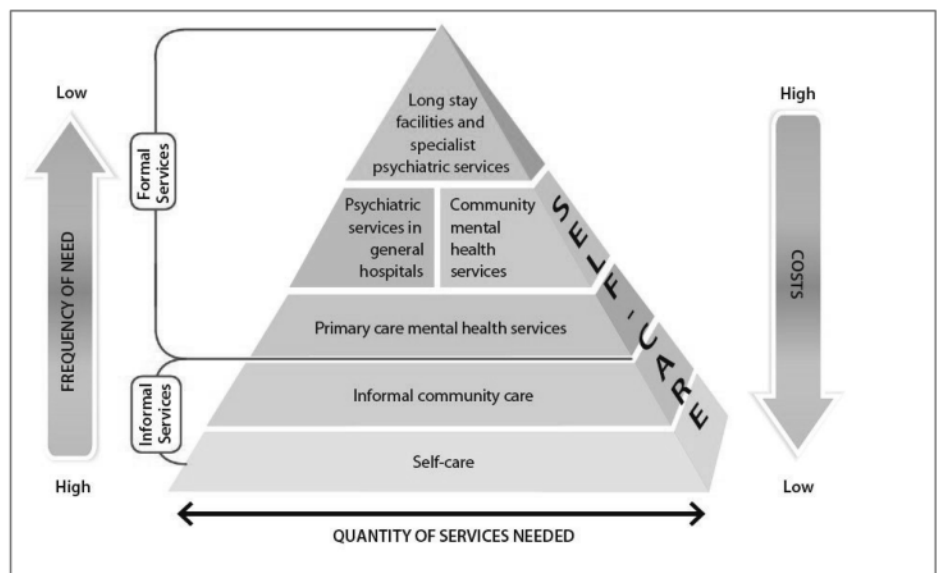 Low
High
FREQUENCY OF NEED
Formal
Services
Informal
Services
Long stay
facilities and
specialist
psychiatric services
Psychiatric
services in
general
hospitals
Community
mental
health
services
Primary care mental health services
Informal community care
Self-care
SELF-CARE
High
COSTS
Low
QUANTITY OF SERVICES NEEDED